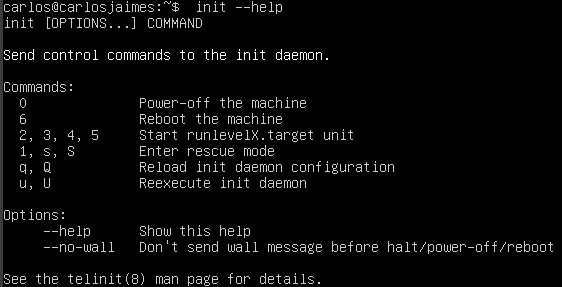 carlos@carlosjaimes:~$  init --help
init [OPTIONS...] COMMAND

Send control commands to the init daemon.

Commands:
  0              Power-off the machine
  6              Reboot the machine
  2, 3, 4, 5     Start runlevelX.target unit
  1, s, S        Enter rescue mode
  q, Q           Reload init daemon configuration
  u, U           Reexecute init daemon

Options:
     --help      Show this help
     --no-wall   Don't send wall message before halt/power-off/reboot

See the telinit(8) man page for details.